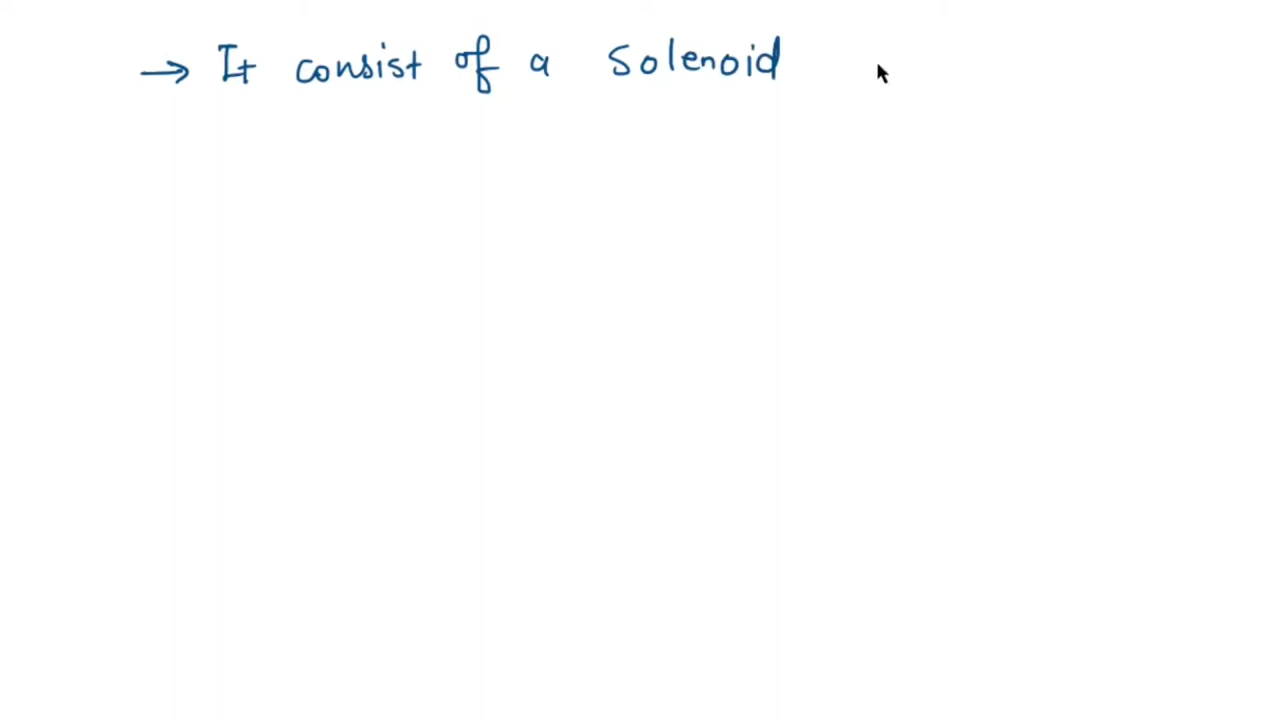 → It consist of a Solenoid